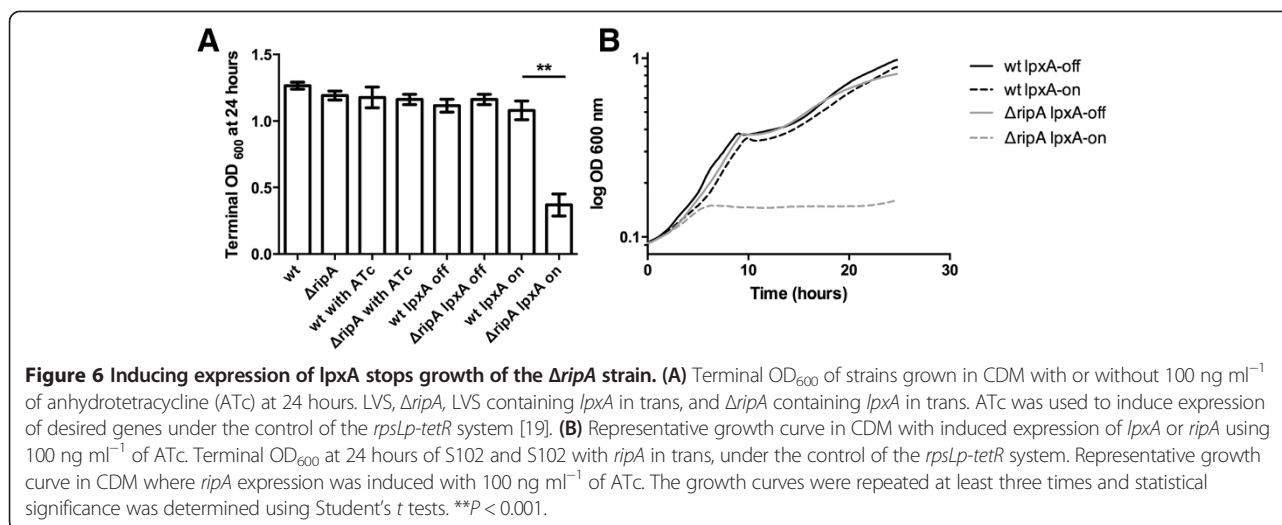 A
B
**
1.5
1.0
0.5
0.0
Terminal OD 600 at 24 hours
wt
ΔripA
wt with ATc
ΔripA with ATc
wt lpxA off
ΔripA lpxA off
wt lpxA on
ΔripA lpxA on
1
0.1
log OD 600 nm
0
10
20
30
Time (hours)
wt lpxA-off
wt lpxA-on
ΔripA lpxA-off
ΔripA lpxA-on
Figure 6 Inducing expression of lpxA stops growth of the ΔripA strain. (A) Terminal OD600 of strains grown in CDM with or without 100 ng ml−1
of anhydrotetracycline (ATc) at 24 hours. LVS, ΔripA, LVS containing lpxA in trans, and ΔripA containing lpxA in trans. ATc was used to induce expression
of desired genes under the control of the rpsLp-tetR system [19]. (B) Representative growth curve in CDM with induced expression of lpxA or ripA using
100 ng ml−1 of ATc. Terminal OD600 at 24 hours of S102 and S102 with ripA in trans, under the control of the rpsLp-tetR system. Representative growth
curve in CDM where ripA expression was induced with 100 ng ml−1 of ATc. The growth curves were repeated at least three times and statistical
significance was determined using Student's t tests. **P < 0.001.